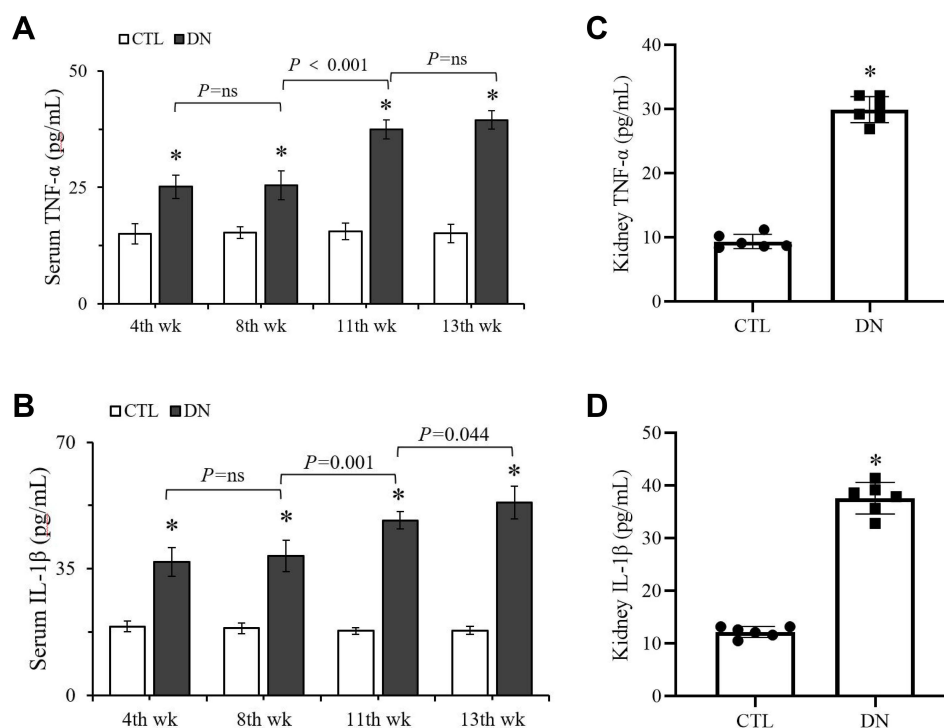 A
CTL DN
P < 0.001
P=ns
P=ns
50
25
0
Serum TNF-α (pg/mL)
* * * *
4th wk 8th wk 11th wk 13th wk
C
40
30
20
10
0
Kidney TNF-α (pg/mL)
*
CTL DN
B
CTL DN
P=0.044
P=0.001
P=ns
70
35
0
Serum IL-1β (pg/mL)
* * * *
4th wk 8th wk 11th wk 13th wk
D
50
40
30
20
10
0
Kidney IL-1β (pg/mL)
*
CTL DN